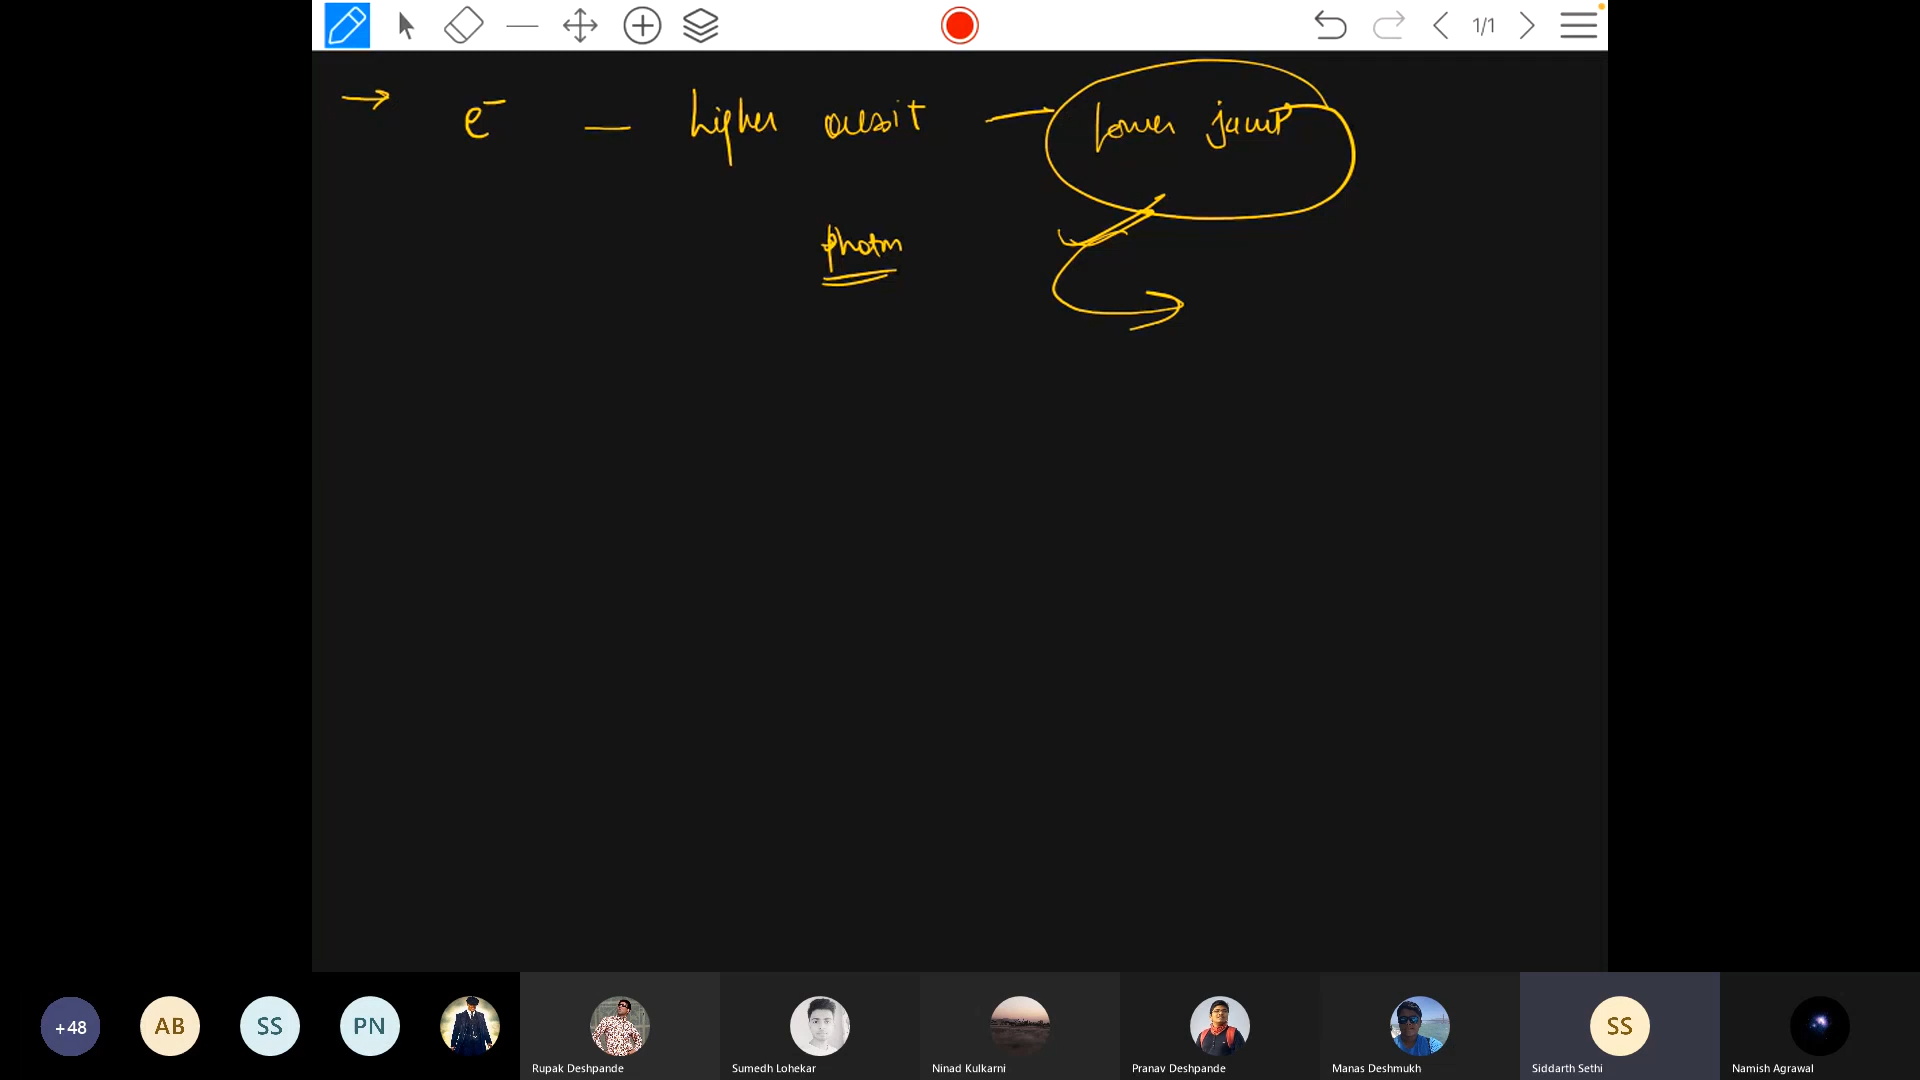 1/1
→ e⁻ — higher orbit — lower jump
photon
+48 AB SS PN SS
Rupak Deshpande Sumedh Lohekar Ninad Kulkarni Pranav Deshpande Manas Deshmukh Siddarth Sethi Namish Agrawal